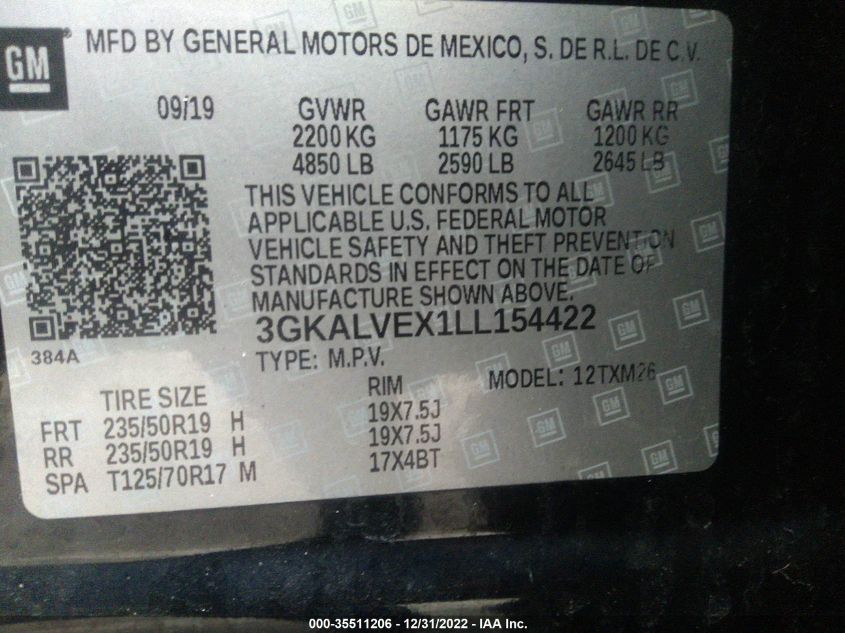 GM
MFD BY GENERAL MOTORS DE MEXICO, S. DE R.L. DE C.V.
09/19 GVWR GAWR FRT GAWR RR
2200 KG 1175 KG 1200 KG
4850 LB 2590 LB 2645 LB
THIS VEHICLE CONFORMS TO ALL
APPLICABLE U.S. FEDERAL MOTOR
VEHICLE SAFETY AND THEFT PREVENTION
STANDARDS IN EFFECT ON THE DATE OF
MANUFACTURE SHOWN ABOVE.
3GKALVEX1LL154422
384A
TYPE: M.P.V.
MODEL: 12TXM26
TIRE SIZE RIM
FRT 235/50R19 H 19X7.5J
RR 235/50R19 H 19X7.5J
SPA T125/70R17 M 17X4BT
000-35511206 - 12/31/2022 - IAA Inc.